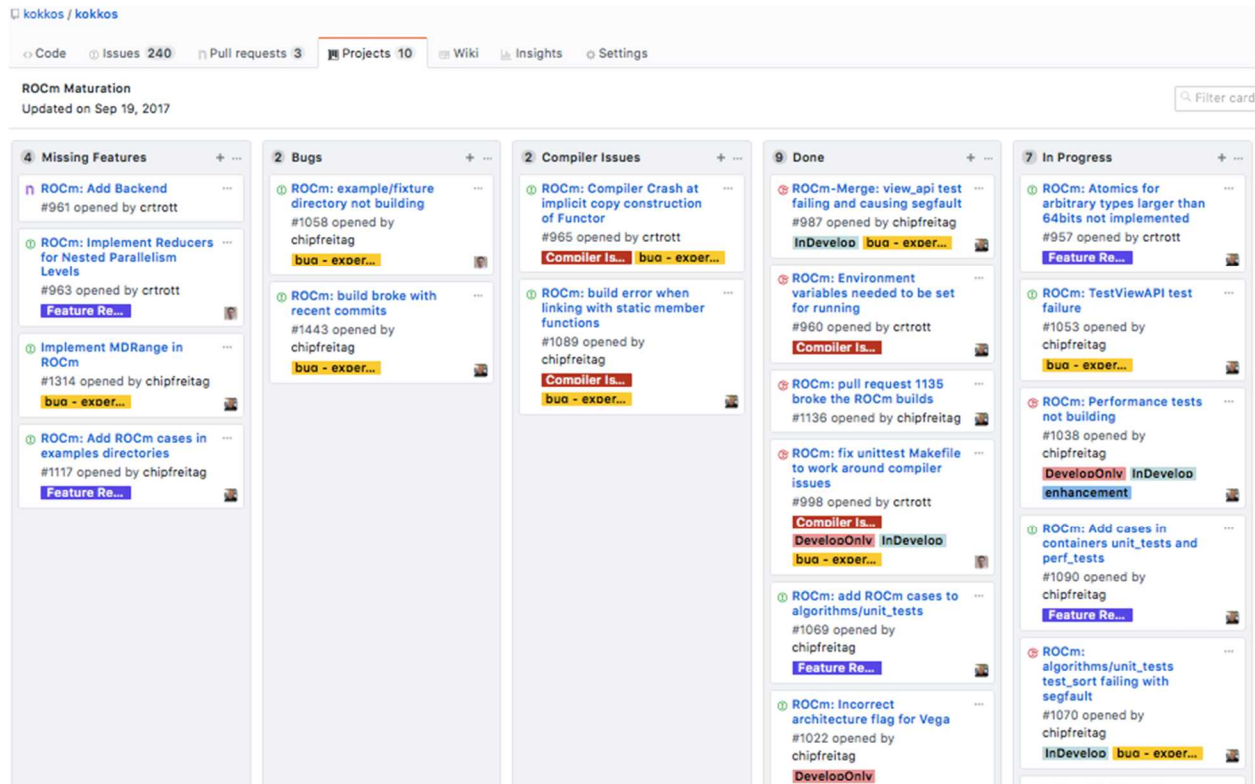 kokkos / kokkos
Code Issues 240 Pull requests 3 Projects 10 Wiki Insights Settings
ROCm Maturation
Updated on Sep 19, 2017
Filter card
4 Missing Features + ...
ROCm: Add Backend ...
#961 opened by crtrott
ROCm: Implement Reducers ...
for Nested Parallelism
Levels
#963 opened by crtrott
Feature Re...
Implement MDRange in ...
ROCm
#1314 opened by chipfreitag
bug - exper...
ROCm: Add ROCm cases in ...
examples directories
#1117 opened by chipfreitag
Feature Re...
2 Bugs + ...
ROCm: example/fixture ...
directory not building
#1058 opened by
chipfreitag
bug - exper...
ROCm: build broke with ...
recent commits
#1443 opened by
chipfreitag
bug - exper...
2 Compiler Issues + ...
ROCm: Compiler Crash at ...
implicit copy construction
of Functor
#965 opened by crtrott
Compiler Is... bug - exper...
ROCm: build error when ...
linking with static member
functions
#1089 opened by
chipfreitag
Compiler Is...
bug - exper...
9 Done + ...
ROCm-Merge: view_api test ...
failing and causing segfault
#987 opened by chipfreitag
InDevelop bug - exper...
ROCm: Environment ...
variables needed to be set
for running
#960 opened by crtrott
Compiler Is...
ROCm: pull request 1135 ...
broke the ROCm builds
#1136 opened by chipfreitag
ROCm: fix unittest Makefile ...
to work around compiler
issues
#998 opened by crtrott
Compiler Is...
DevelopOnly InDevelop
bug - exper...
ROCm: add ROCm cases to ...
algorithms/unit_tests
#1069 opened by
chipfreitag
Feature Re...
ROCm: Incorrect ...
architecture flag for Vega
#1022 opened by
chipfreitag
DevelopOnly
7 In Progress + ...
ROCm: Atomics for ...
arbitrary types larger than
64bits not implemented
#957 opened by crtrott
Feature Re...
ROCm: TestViewAPI test ...
failure
#1053 opened by
chipfreitag
bug - exper...
ROCm: Performance tests ...
not building
#1038 opened by
chipfreitag
DevelopOnly InDevelop
enhancement
ROCm: Add cases in ...
containers unit_tests and
perf_tests
#1090 opened by
chipfreitag
Feature Re...
ROCm: ...
algorithms/unit_tests
test_sort failing with
segfault
#1070 opened by
chipfreitag
InDevelop bug - exper...